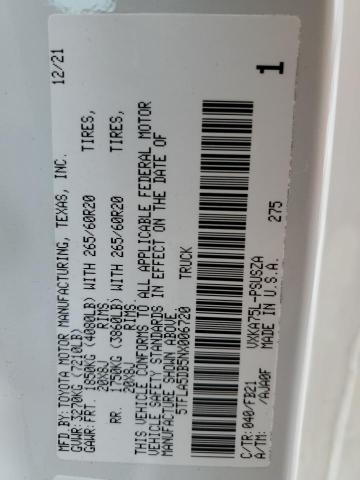 MFD.BY:TOYOTA MOTOR MANUFACTURING, TEXAS, INC. 12/21
GVWR: 3270KG (7210LB)
GAWR:FRT. 1850KG (4080LB) WITH 265/60R20 TIRES,
20X8J RIMS,
RR. 1750KG (3860LB) WITH 265/60R20 TIRES,
20X8J RIMS
THIS VEHICLE CONFORMS TO ALL APPLICABLE FEDERAL MOTOR
VEHICLE SAFETY STANDARDS IN EFFECT ON THE DATE OF
MANUFACTURE SHOWN ABOVE.
5TFLA5DB5NX006720 TRUCK
1
C/TR: 040/FB21 VXKA75L-PSUSZA
A/TM: /AJA0F MADE IN U.S.A.
275